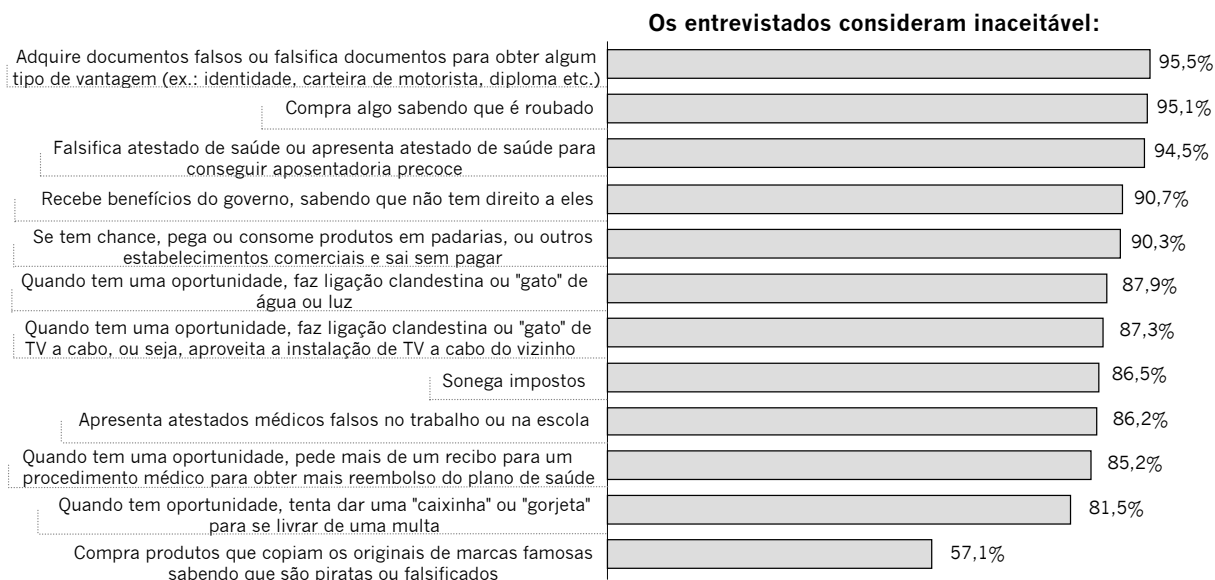 Os entrevistados consideram inaceitável:
Adquire documentos falsos ou falsifica documentos para obter algum
tipo de vantagem (ex.: identidade, carteira de motorista, diploma etc.)
95,5%
Compra algo sabendo que é roubado
95,1%
Falsifica atestado de saúde ou apresenta atestado de saúde para
conseguir aposentadoria precoce
94,5%
Recebe benefícios do governo, sabendo que não tem direito a eles
90,7%
Se tem chance, pega ou consome produtos em padarias, ou outros
estabelecimentos comerciais e sai sem pagar
90,3%
Quando tem uma oportunidade, faz ligação clandestina ou "gato" de
água ou luz
87,9%
Quando tem uma oportunidade, faz ligação clandestina ou "gato" de
TV a cabo, ou seja, aproveita a instalação de TV a cabo do vizinho
87,3%
Sonega impostos
86,5%
Apresenta atestados médicos falsos no trabalho ou na escola
86,2%
Quando tem uma oportunidade, pede mais de um recibo para um
procedimento médico para obter mais reembolso do plano de saúde
85,2%
Quando tem oportunidade, tenta dar uma "caixinha" ou "gorjeta"
para se livrar de uma multa
81,5%
Compra produtos que copiam os originais de marcas famosas
sabendo que são piratas ou falsificados
57,1%